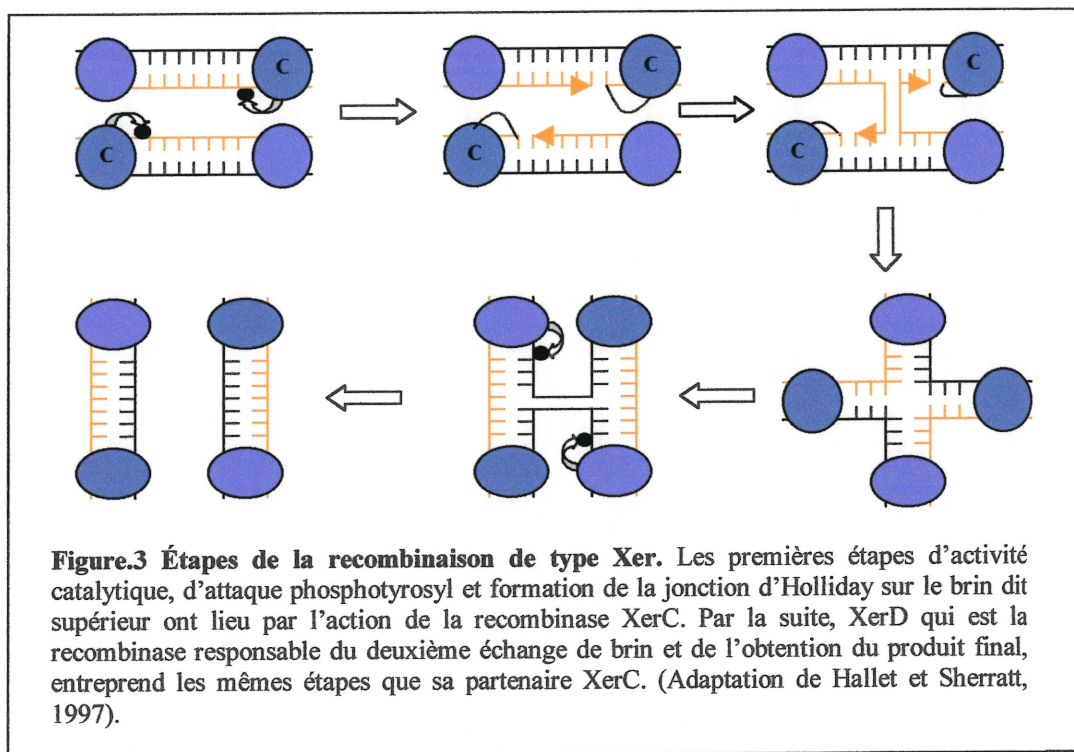 C
C
C
C
C
C
Figure.3 Étapes de la recombinaison de type Xer. Les premières étapes d'activité
catalytique, d'attaque phosphotyrosyl et formation de la jonction d'Holliday sur le brin dit
supérieur ont lieu par l'action de la recombinase XerC. Par la suite, XerD qui est la
recombinase responsable du deuxième échange de brin et de l'obtention du produit final,
entreprend les mêmes étapes que sa partenaire XerC. (Adaptation de Hallet et Sherratt,
1997).